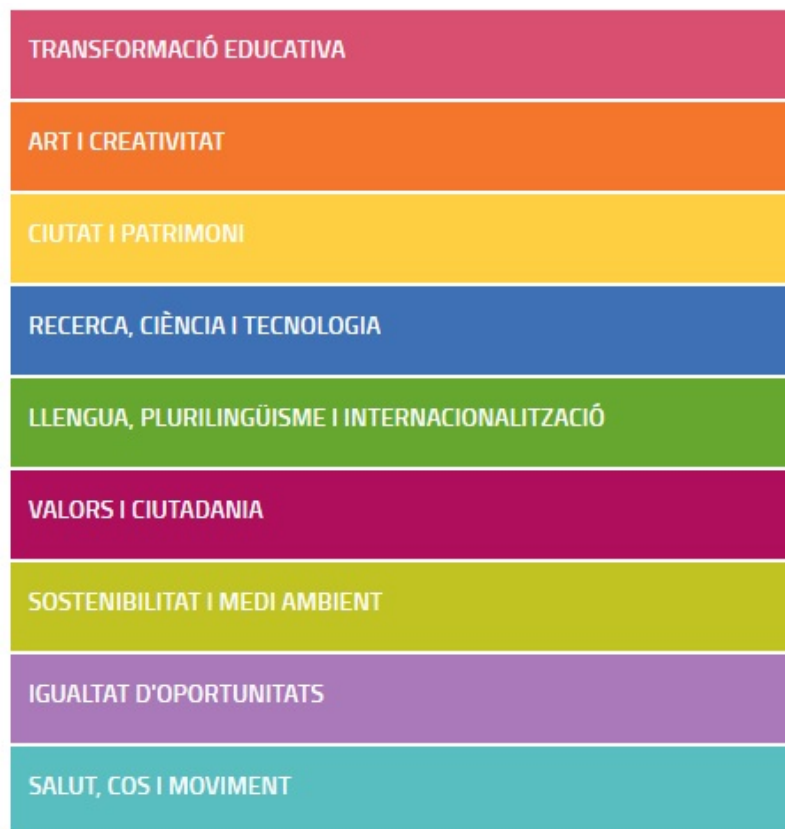 TRANSFORMACIÓ EDUCATIVA
ART I CREATIVITAT
CIUTAT I PATRIMONI
RECERCA, CIÈNCIA I TECNOLOGIA
LLENGUA, PLURILINGÜISME I INTERNACIONALITZACIÓ
VALORS I CIUTADANIA
SOSTENIBILITAT I MEDI AMBIENT
IGUALTAT D'OPORTUNITATS
SALUT, COS I MOVIMENT